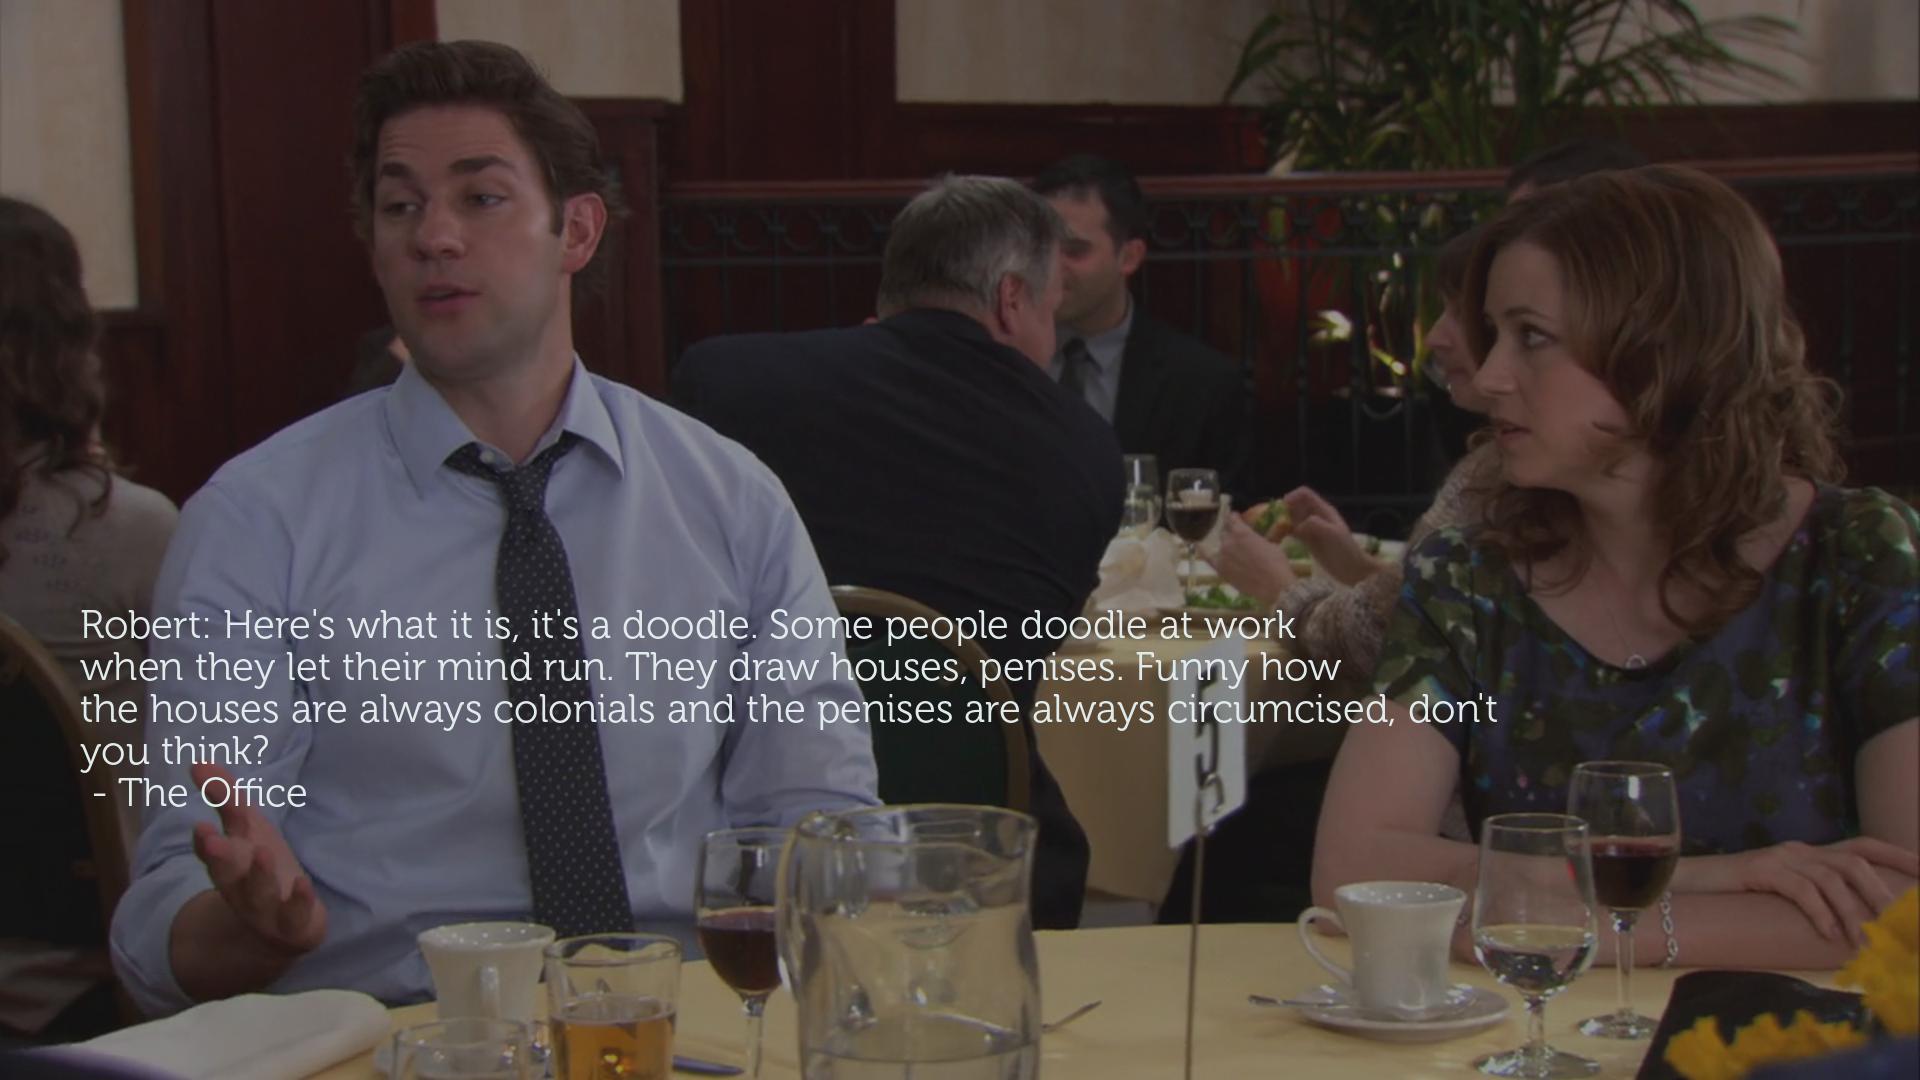 Robert: Here's what it is, it's a doodle. Some people doodle at work
when they let their mind run. They draw houses, penises. Funny how
the houses are always colonials and the penises are always circumcised, don't
you think?
- The Office
5